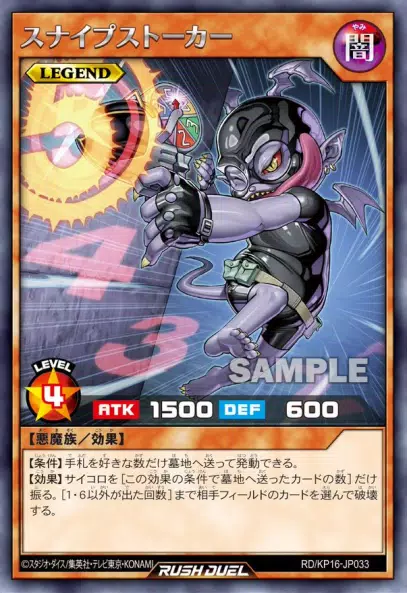 スナイプストーカー
やみ
闇
LEGEND
5
4
3
SAMPLE
LEVEL
4
ATK 1500 DEF 600
【悪魔族／効果】
【条件】手札を好きな数だけ墓地へ送って発動できる。
【効果】サイコロを［この効果の条件で墓地へ送ったカードの数］だけ
振る。［1・6以外が出た回数］まで相手フィールドのカードを選んで破壊
する。
©スタジオ・ダイス/集英社・テレビ東京・KONAMI
RUSH DUEL
RD/KP16-JP033